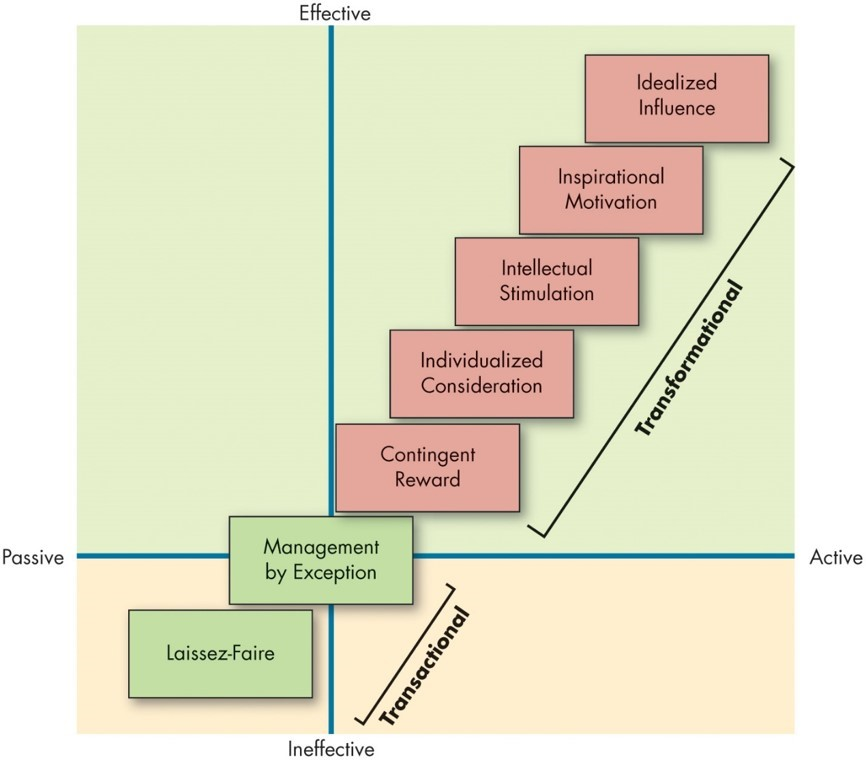 Effective
Idealized
Influence
Inspirational
Motivation
Intellectual
Stimulation
Transformational
Individualized
Consideration
Contingent
Reward
Passive
Management
by Exception
Active
Laissez-Faire
Transactional
Ineffective